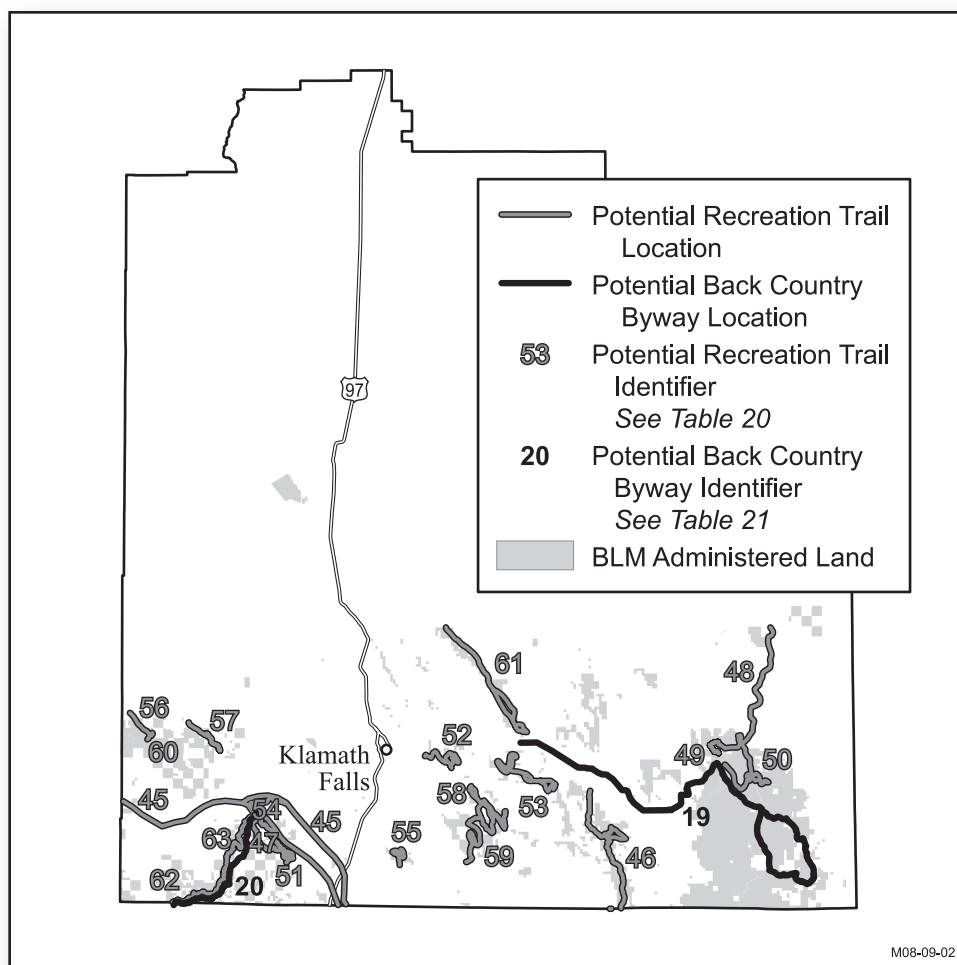 Potential Recreation Trail
Location
Potential Back Country
Byway Location
53 Potential Recreation Trail
Identifier
See Table 20
20 Potential Back Country
Byway Identifier
See Table 21
BLM Administered Land
97
61
48
56
57
60
Klamath
Falls
52
49
50
45
54
45
58
53
19
63
47
51
55
59
46
62
20
M08-09-02